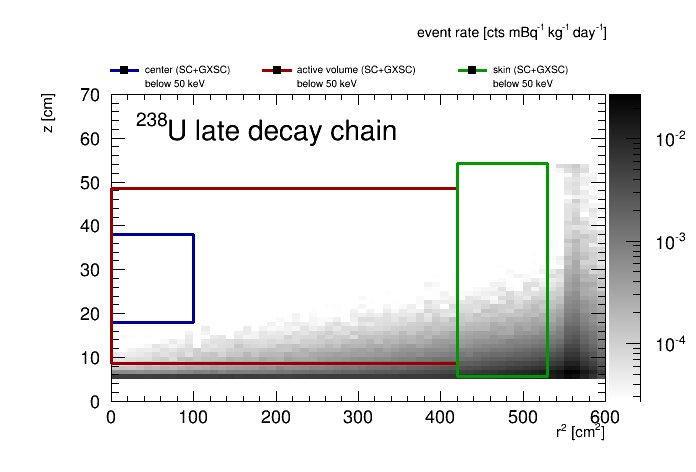 event rate [cts mBq⁻¹ kg⁻¹ day⁻¹]
center (SC+GXSC)
below 50 keV
active volume (SC+GXSC)
below 50 keV
skin (SC+GXSC)
below 50 keV
z [cm]
²³⁸U late decay chain
70
60
50
40
30
20
10
0
0 100 200 300 400 500 600
r² [cm²]
10⁻²
10⁻³
10⁻⁴